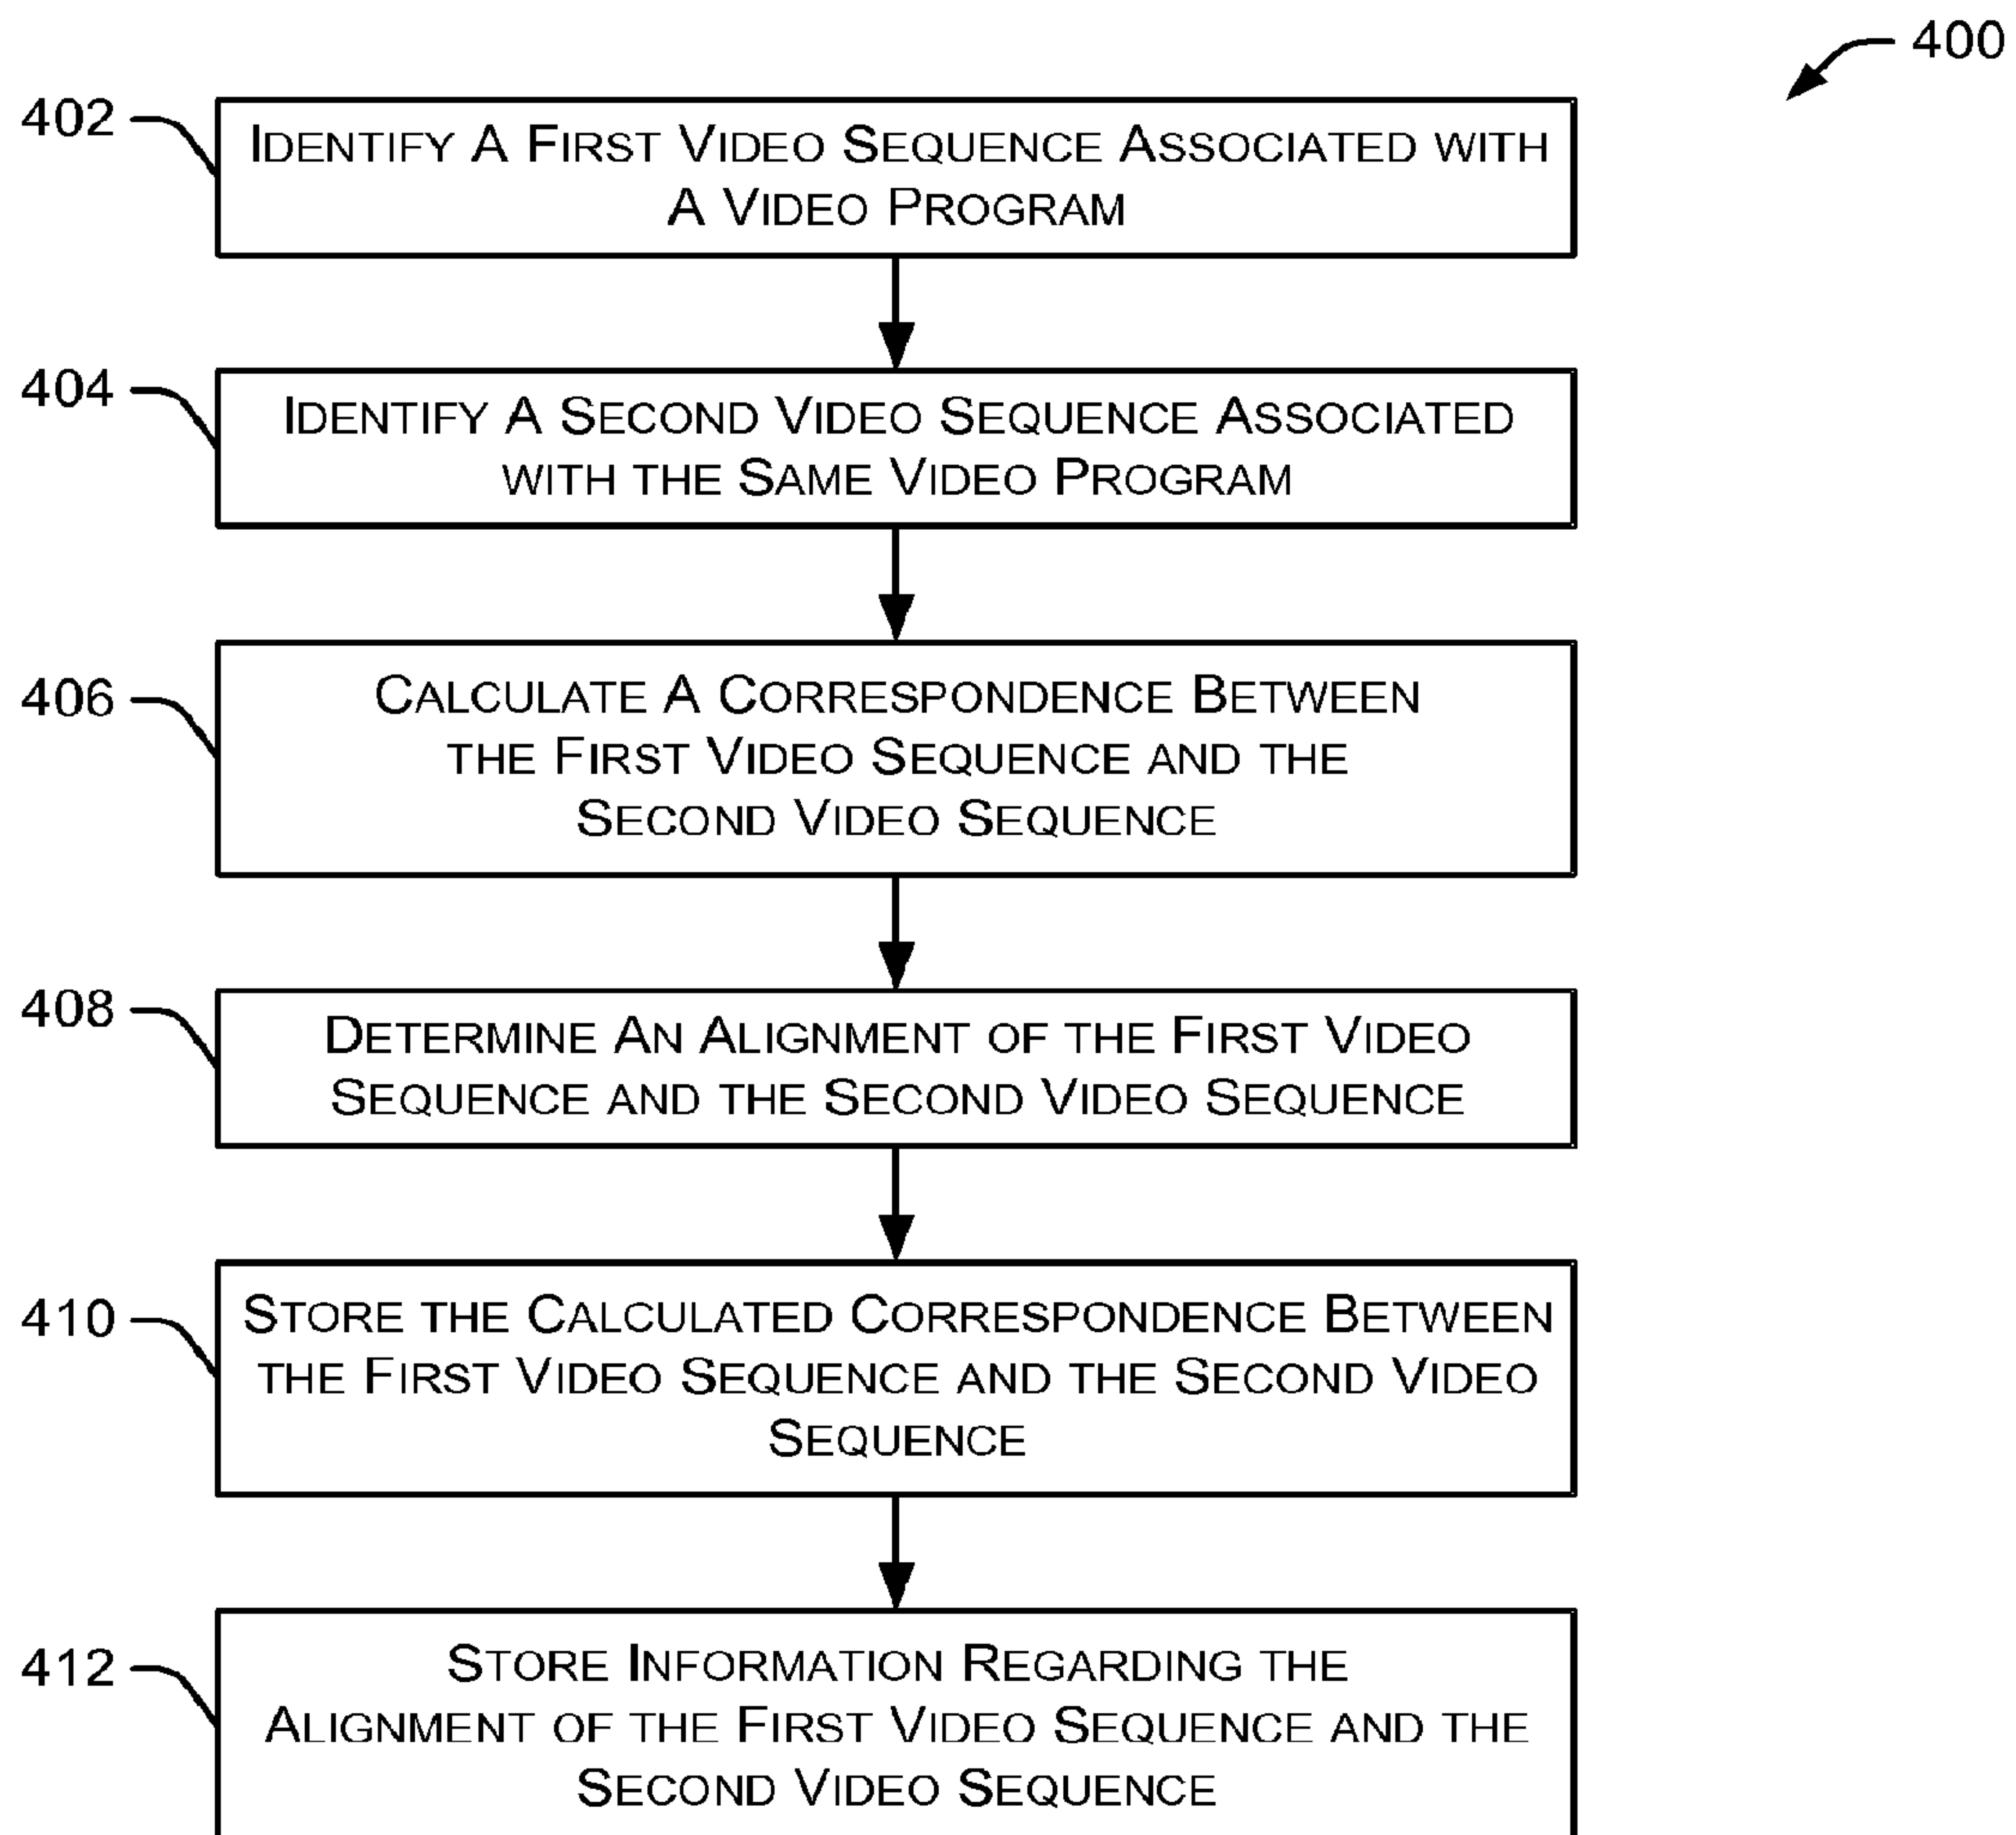 400
402
IDENTIFY A FIRST VIDEO SEQUENCE ASSOCIATED WITH
A VIDEO PROGRAM
404
IDENTIFY A SECOND VIDEO SEQUENCE ASSOCIATED
WITH THE SAME VIDEO PROGRAM
406
CALCULATE A CORRESPONDENCE BETWEEN
THE FIRST VIDEO SEQUENCE AND THE
SECOND VIDEO SEQUENCE
408
DETERMINE AN ALIGNMENT OF THE FIRST VIDEO
SEQUENCE AND THE SECOND VIDEO SEQUENCE
410
STORE THE CALCULATED CORRESPONDENCE BETWEEN
THE FIRST VIDEO SEQUENCE AND THE SECOND VIDEO
SEQUENCE
412
STORE INFORMATION REGARDING THE
ALIGNMENT OF THE FIRST VIDEO SEQUENCE AND THE
SECOND VIDEO SEQUENCE